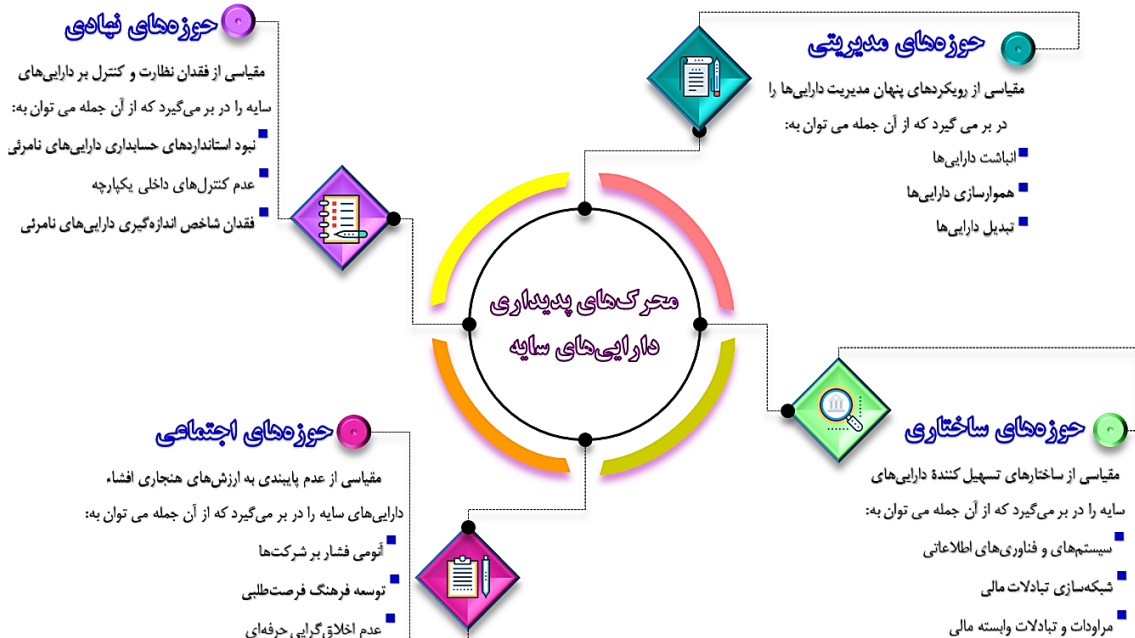 حوزه‌های مدیریتی
مقیاسی از رویکردهای پنهان مدیریت دارایی‌ها را
در بر می گیرد که از آن جمله می توان به:
انباشت دارایی‌ها
هموارسازی دارایی‌ها
تبدیل دارایی‌ها
حوزه‌های نهادی
مقیاسی از فقدان نظارت و کنترل بر دارایی‌های
سایه را در بر می‌گیرد که از آن جمله می توان به:
نبود استانداردهای حسابداری دارایی‌های نامرئی
عدم کنترل‌های داخلی یکپارچه
فقدان شاخص اندازه‌گیری دارایی‌های نامرئی
محرک‌های پدیداری
دارایی‌های سایه
حوزه‌های ساختاری
مقیاسی از ساختارهای تسهیل کنندۀ دارایی‌های
سایه را در بر می‌گیرد که از آن جمله می توان به:
سیستم‌های و فناوری‌های اطلاعاتی
شبکه‌سازی تبادلات مالی
مراودات و تبادلات وابسته مالی
حوزه‌های اجتماعی
مقیاسی از عدم پایبندی به ارزش‌های هنجاری افشاء
دارایی‌های سایه را در بر می‌گیرد که از آن جمله می توان به:
آنومی فشار بر شرکت‌ها
توسعه فرهنگ فرصت‌طلبی
عدم اخلاق‌گرایی حرفه‌ای